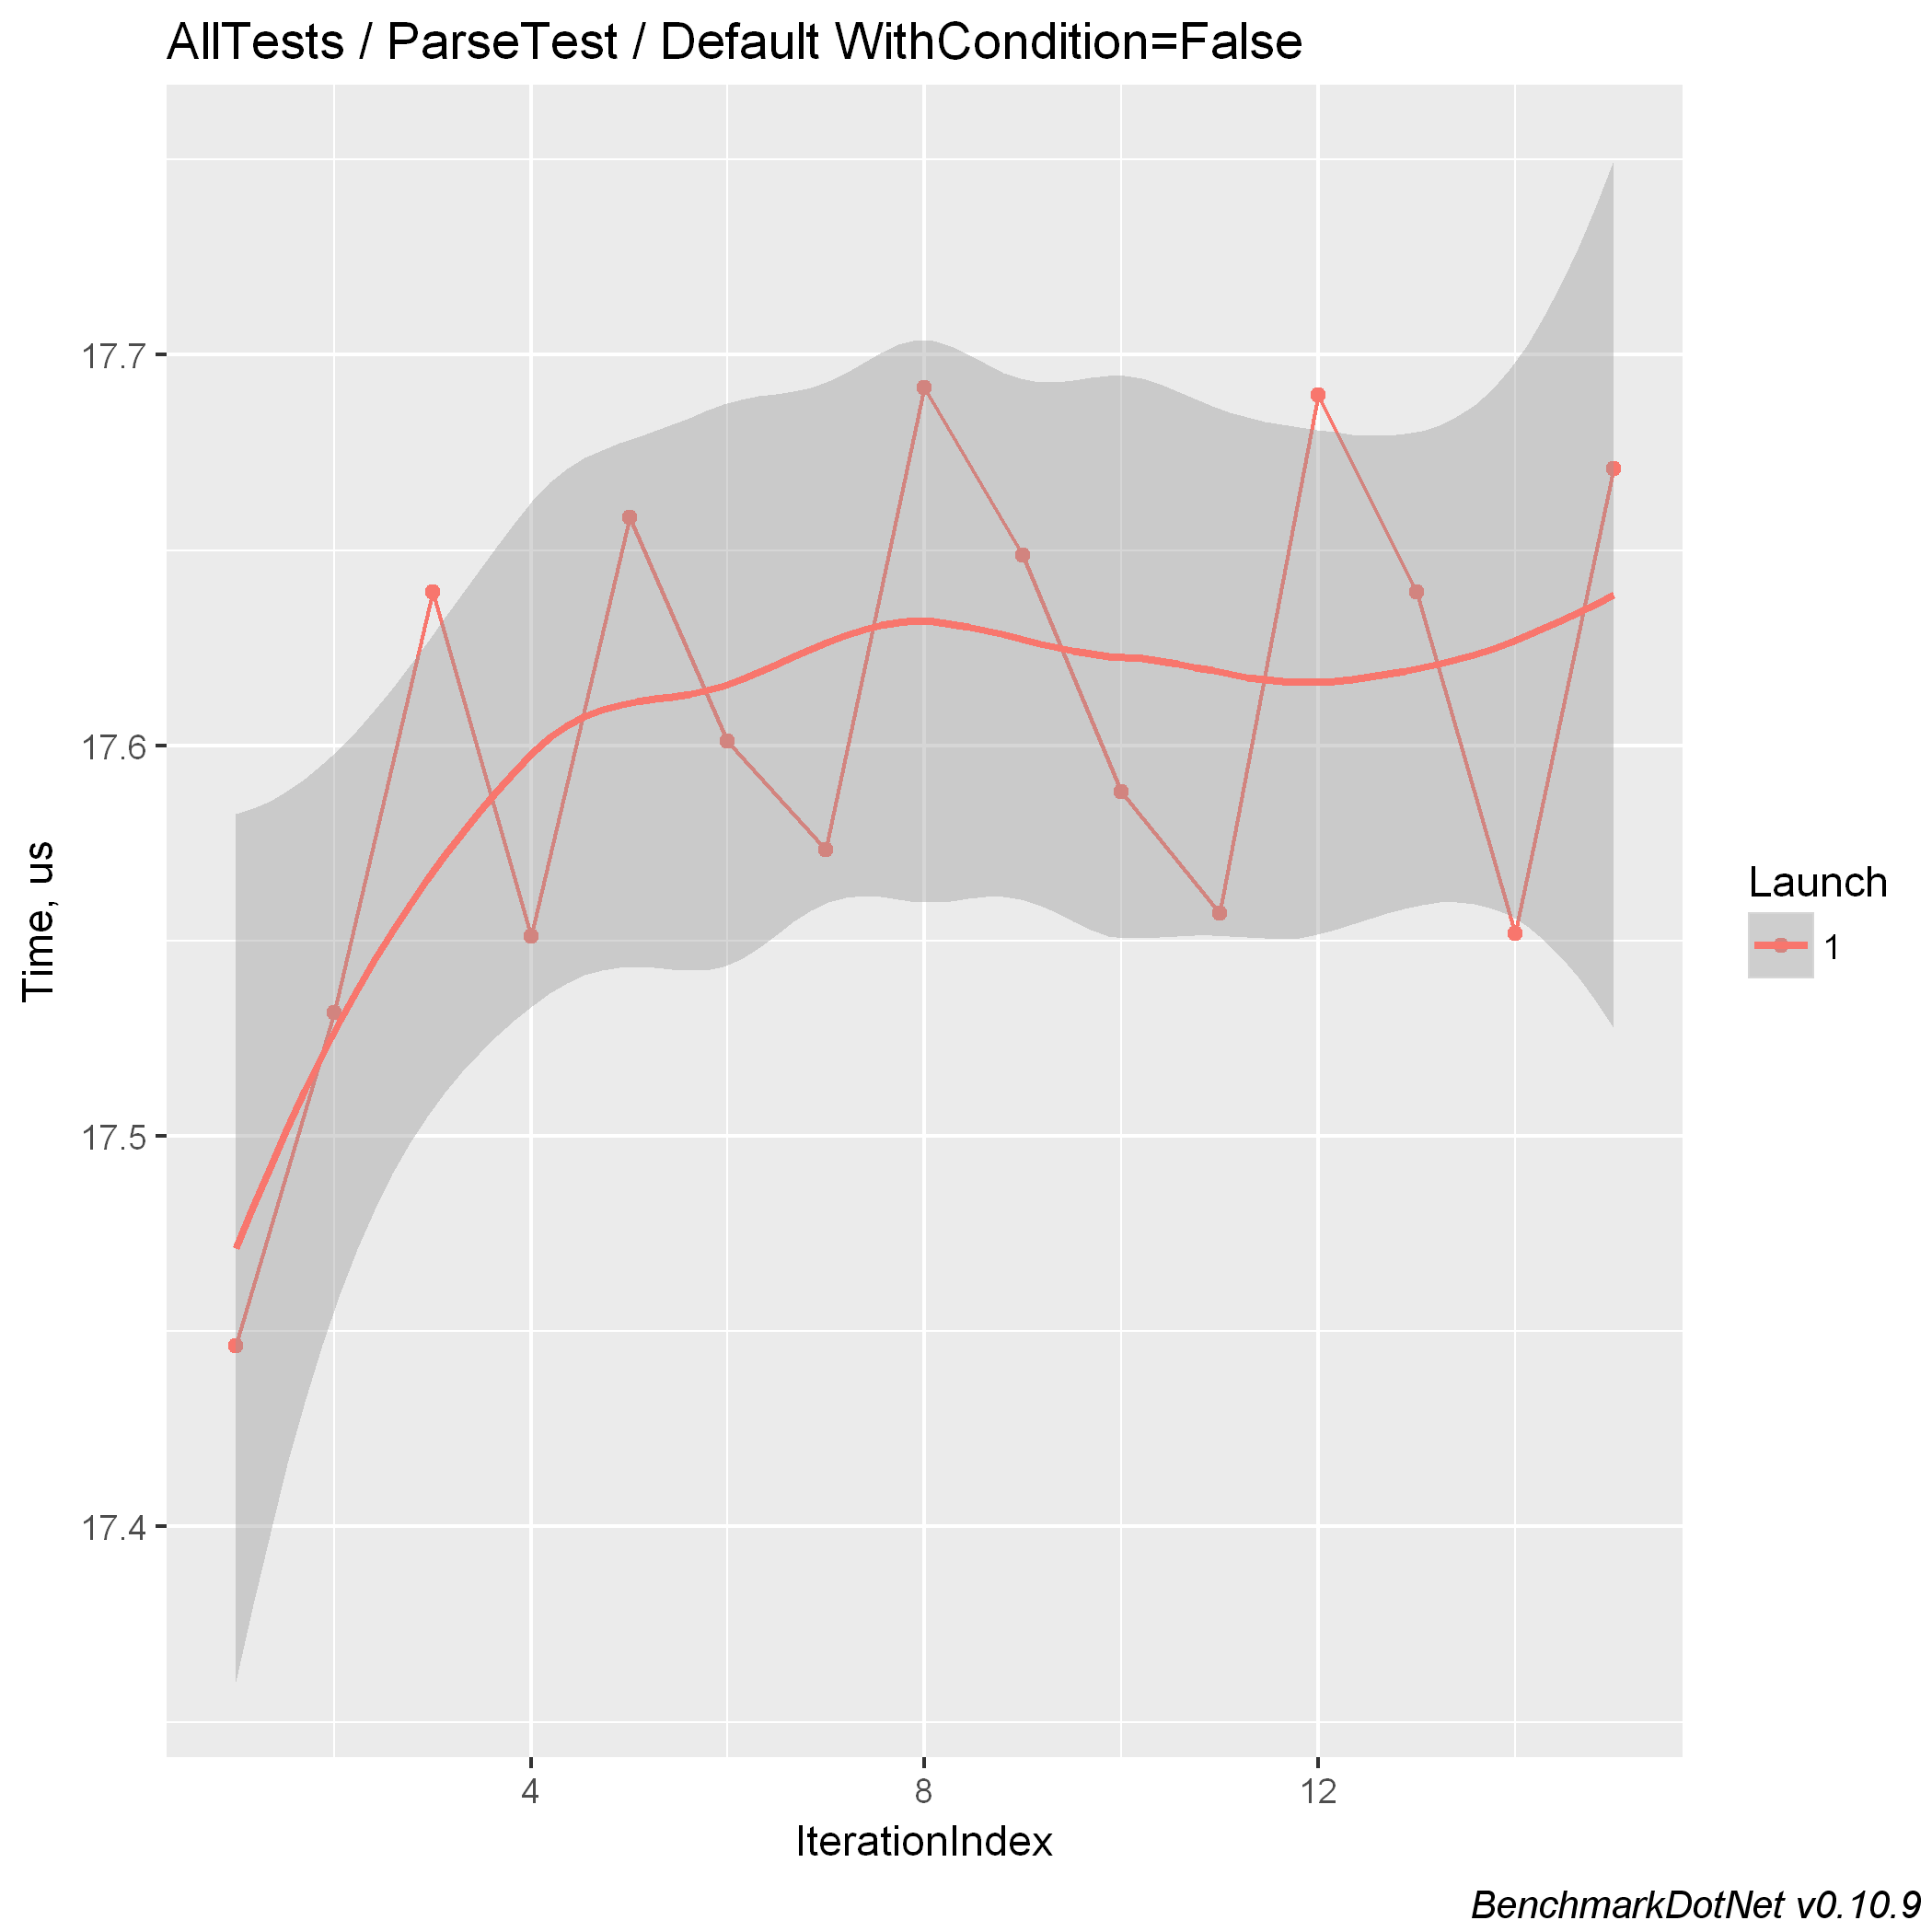 AllTests / ParseTest / Default WithCondition=False
17.7
17.6
17.5
17.4
Time, us
4
8
12
IterationIndex
Launch
1
BenchmarkDotNet v0.10.9